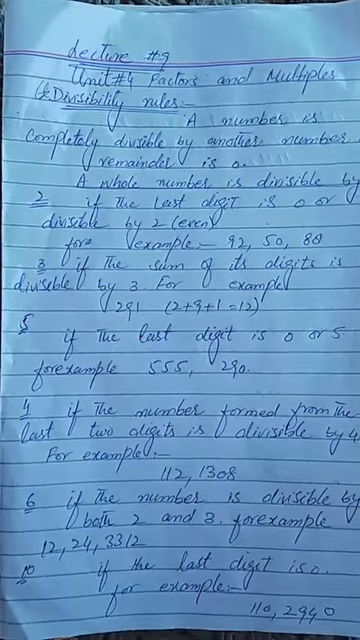 Lecture #9
Unit#4 Factors and Multiples
Divisibility rules:-
A number is
completely divisible by another number
remainder is 0.
A whole number is divisible by
2 if the last digit is 0 or
divisible by 2 (even)
for example:- 92, 50, 80
3 if the sum of its digits is
divisible by 3. For example
291 (2+9+1=12)
5
if the last digit is 0 or 5
forexample 555, 290.
4 if the number formed from the
last two digits is divisible by 4
For example:-
112, 1308
6 if the number is divisible by
both 2 and 3. forexample
12, 24, 3312
10 if the last digit is 0.
for example:-
110, 2940